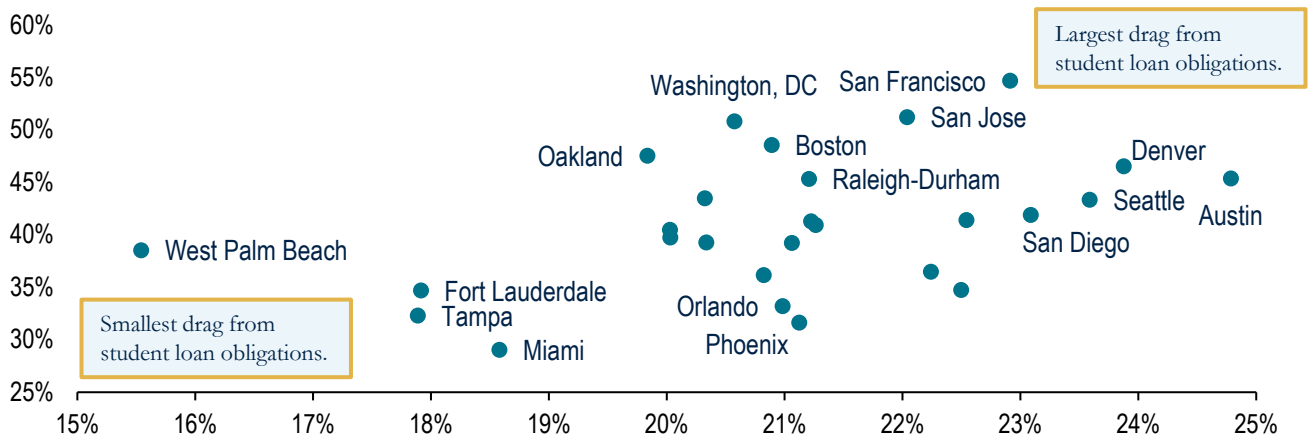 60%
55%
50%
45%
40%
35%
30%
25%
Largest drag from
student loan obligations.
Washington, DC
San Francisco
San Jose
Oakland
Boston
Denver
Raleigh-Durham
Seattle
Austin
San Diego
West Palm Beach
Fort Lauderdale
Tampa
Orlando
Phoenix
Miami
Smallest drag from
student loan obligations.
15% 16% 17% 18% 19% 20% 21% 22% 23% 24% 25%